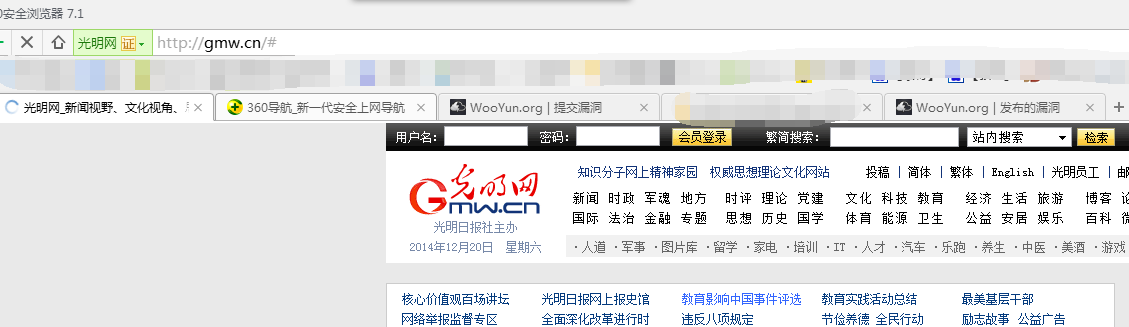 安全浏览器 7.1
光明网 证 http://gmw.cn/#
光明网_新闻视野、文化视角、 360导航_新一代安全上网导航 WooYun.org | 提交漏洞 WooYun.org | 发布的漏洞
用户名: 密码: 会员登录 繁简搜索: 站内搜索 检索
光明网
GMW.CN
光明日报社主办
2014年12月20日 星期六
知识分子网上精神家园 权威思想理论文化网站 投稿 | 简体 | 繁体 | English | 光明员工 | 邮
新闻 时政 军魂 地方 时评 理论 党建 文化 科技 教育 经济 生活 旅游 博客
国际 法治 金融 专题 思想 历史 国学 体育 能源 卫生 公益 安居 娱乐 百科
·人道 ·军事 ·图片库 ·留学 ·家电 ·培训 ·IT ·人才 ·汽车 ·乐跑 ·养生 ·中医 ·美酒 ·游戏
核心价值观百场讲坛 光明日报网上报史馆 教育影响中国事件评选 教育实践活动总结 最美基层干部
网络举报监督专区 全面深化改革进行时 违反八项规定 节俭养德 全民行动 励志故事 公益广告